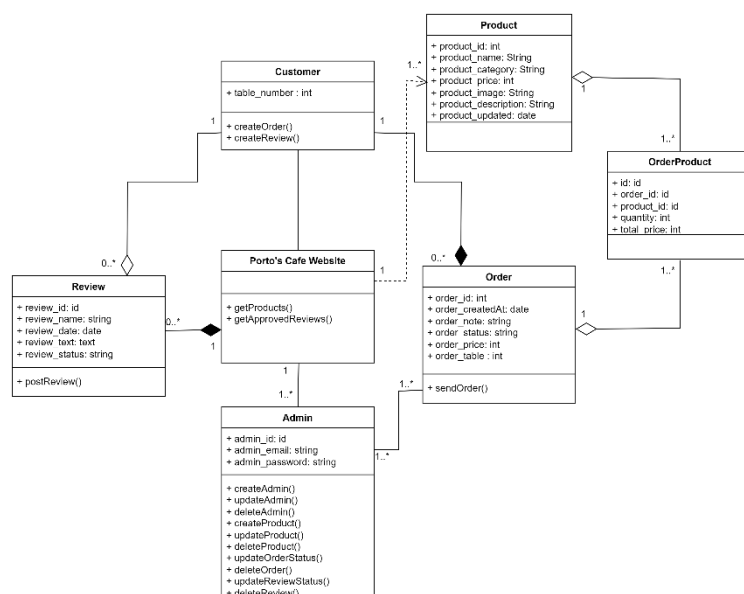 Product
+ product_id: int
+ product_name: String
+ product_category: String
+ product_price: int
+ product_image: String
+ product_description: String
+ product_updated: date
1..*
1
Customer
+ table_number : int
+ createOrder()
+ createReview()
1
1
1..*
OrderProduct
+ id: id
+ order_id: id
+ product_id: id
+ quantity: int
+ total_price: int
1..*
0..*
0..*
Porto's Cafe Website
+ getProducts()
+ getApprovedReviews()
1
Review
+ review_id: id
+ review_name: string
+ review_date: date
+ review_text: text
+ review_status: string
+ postReview()
0..*
1
Order
+ order_id: int
+ order_createdAt: date
+ order_note: string
+ order_status: string
+ order_price: int
+ order_table : int
+ sendOrder()
1
1
1..*
1..*
1..*
Admin
+ admin_id: id
+ admin_email: string
+ admin_password: string
+ createAdmin()
+ updateAdmin()
+ deleteAdmin()
+ createProduct()
+ updateProduct()
+ deleteProduct()
+ updateOrderStatus()
+ deleteOrder()
+ updateReviewStatus()
+ deleteReview()